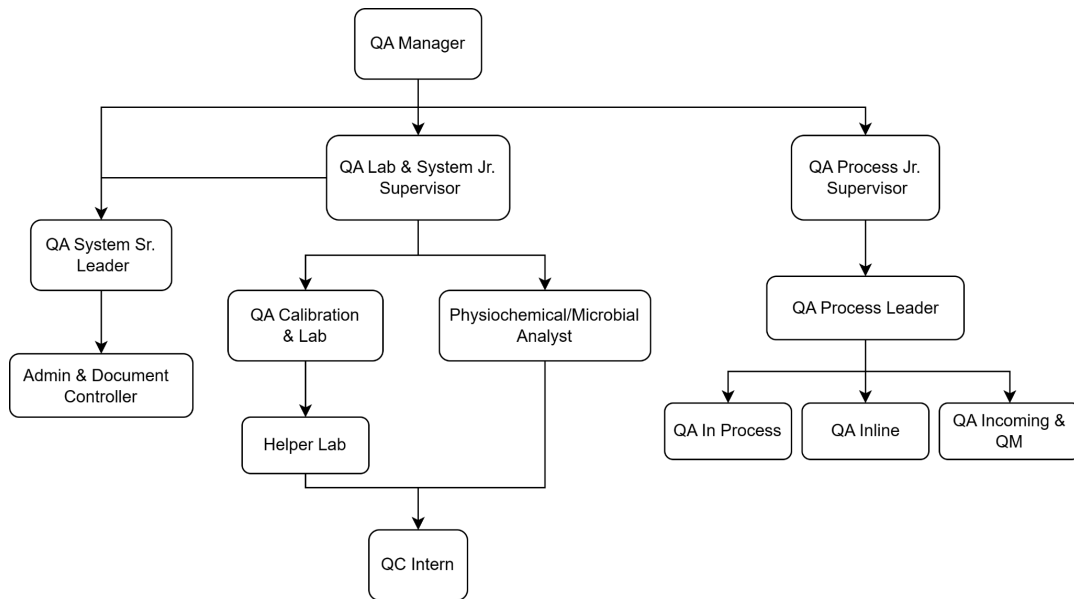 QA Manager
QA Lab & System Jr.
Supervisor
QA Process Jr.
Supervisor
QA System Sr.
Leader
QA Calibration
& Lab
Physiochemical/Microbial
Analyst
QA Process Leader
Admin & Document
Controller
Helper Lab
QA In Process
QA Inline
QA Incoming &
QM
QC Intern